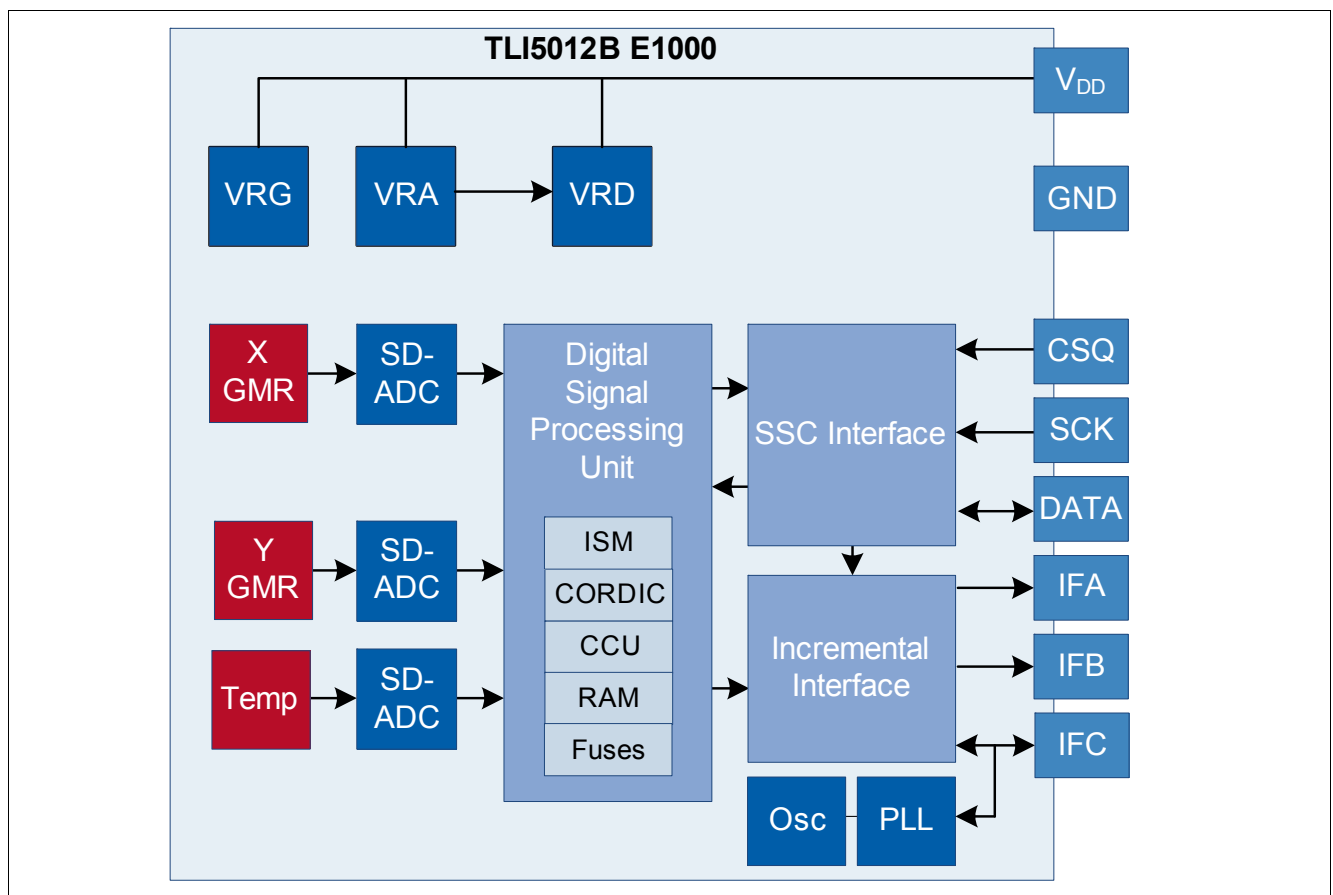 TLI5012B E1000
VDD
VRG
VRA
VRD
GND
X
GMR
SD-
ADC
Digital
Signal
Processing
Unit
SSC Interface
CSQ
SCK
DATA
Y
GMR
SD-
ADC
ISM
CORDIC
CCU
RAM
Fuses
Temp
SD-
ADC
Incremental
Interface
IFA
IFB
IFC
Osc
PLL